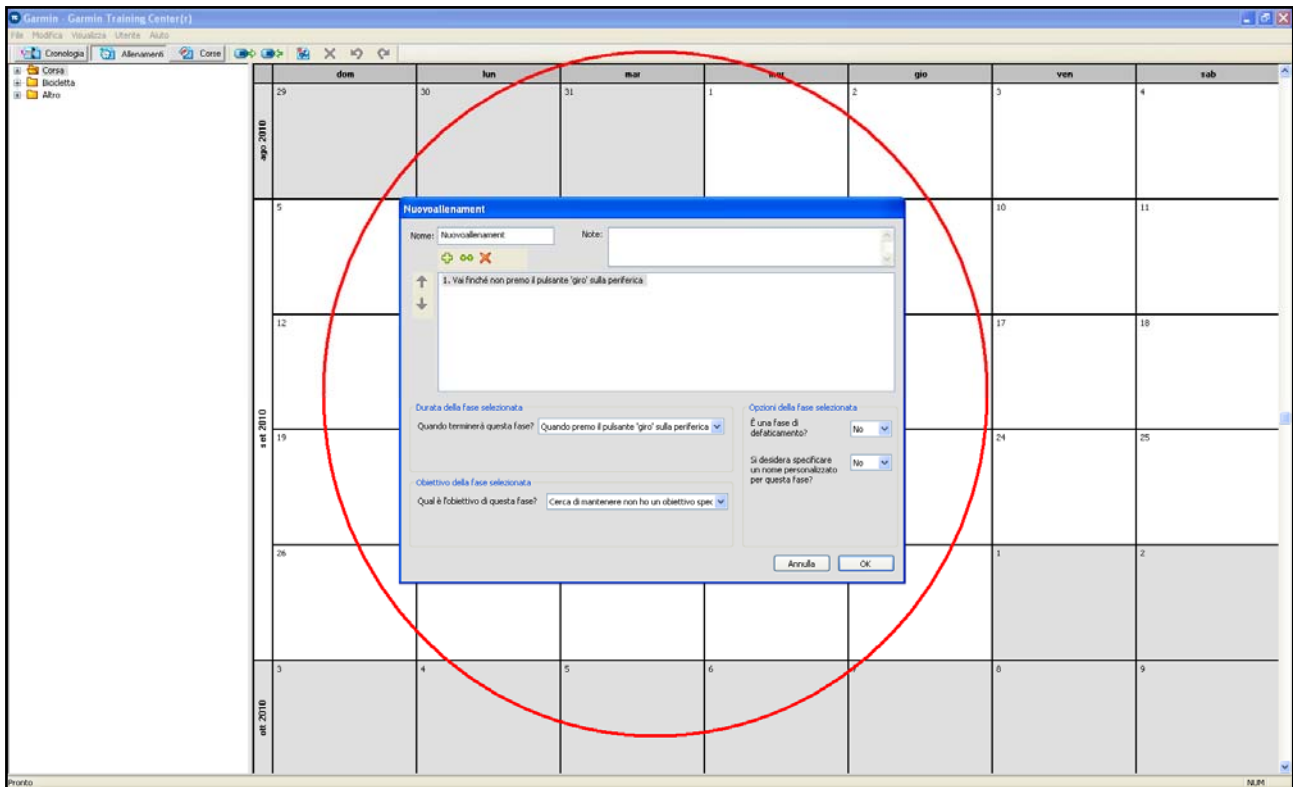 Garmin - Garmin Training Center(r)
File Modifica Visualizza Utente Aiuto
Cronologia Allenamenti Corse
Corsa
Bicicletta
Altro
dom lun mar mer gio ven sab
ago 2010
29 30 31 1 2 3 4
5 10 11
12 17 18
set 2010
19 24 25
26 1 2
ott 2010
3 4 5 6 7 8 9
Nuovoallenament
Nome: Nuovoallenament Note:
1. Vai finché non premo il pulsante 'giro' sulla periferica
Durata della fase selezionata
Quando terminerà questa fase? Quando premo il pulsante 'giro' sulla periferica
Obiettivo della fase selezionata
Qual è l'obiettivo di questa fase? Cerca di mantenere non ho un obiettivo spec
Opzioni della fase selezionata
È una fase di
defaticamento? No
Si desidera specificare
un nome personalizzato
per questa fase? No
Annulla OK
Pronto NUM